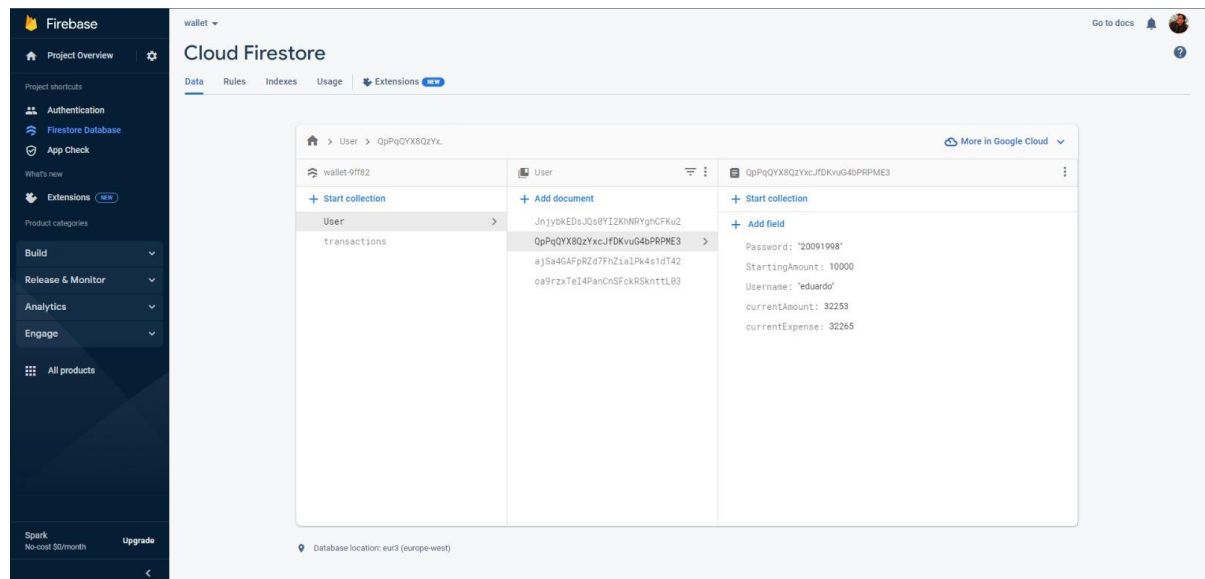 Firebase
Project Overview
Project shortcuts
Authentication
Firestore Database
App Check
What's new
Extensions NEW
Product categories
Build
Release & Monitor
Analytics
Engage
All products
Spark
No-cost $0/month
Upgrade
wallet
Go to docs
Cloud Firestore
Data Rules Indexes Usage Extensions NEW
> User > QpPqQYX8QzYx.
More in Google Cloud
wallet-9ff82
+ Start collection
User
transactions
User
+ Add document
JnjybkEDsJQs0YI2KhNRYghCFKu2
QpPqQYX8QzYxcJfDKvuG4bPRPME3
ajSa4GAFpRZd7FhZialPk4s1dT42
oa9rzxTeI4PanCnSFckRSknttL03
QpPqQYX8QzYxcJfDKvuG4bPRPME3
+ Start collection
+ Add field
Password: "20091998"
StartingAmount: 10000
Username: "eduardo"
currentAmount: 32253
currentExpense: 32265
Database location: eur3 (europe-west)